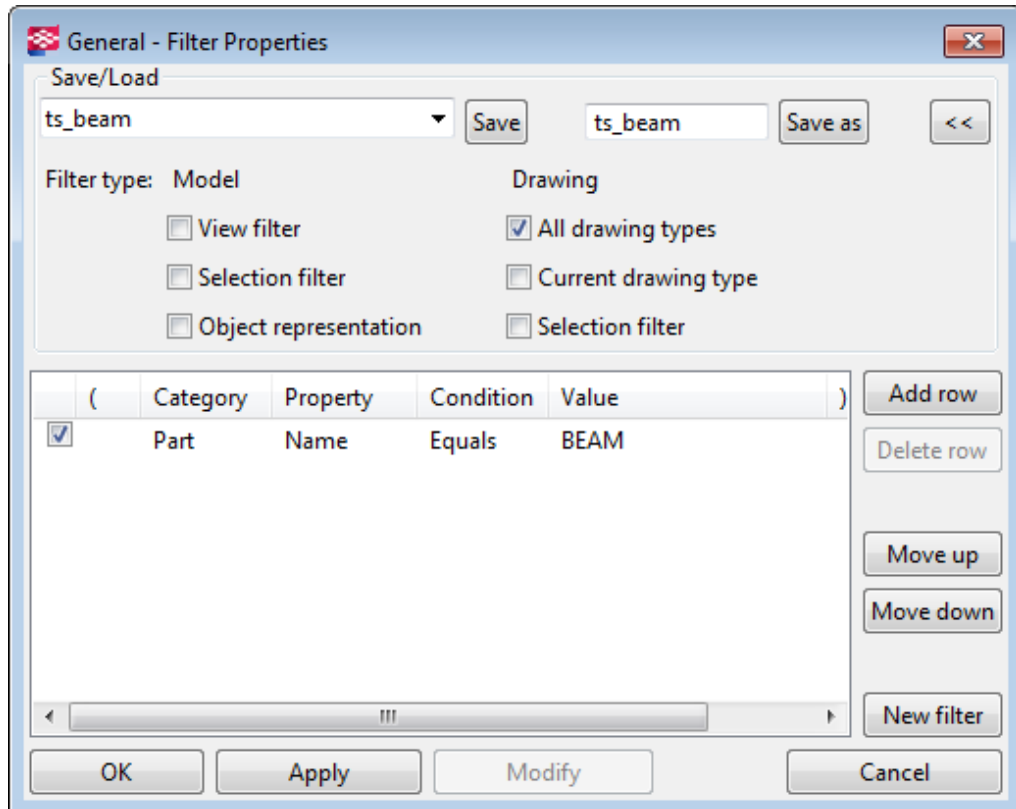 General - Filter Properties
Save/Load
ts_beam Save ts_beam Save as <<
Filter type: Model Drawing
View filter All drawing types
Selection filter Current drawing type
Object representation Selection filter
( Category Property Condition Value ) Add row
Part Name Equals BEAM
Delete row
Move up
Move down
New filter
OK Apply Modify Cancel